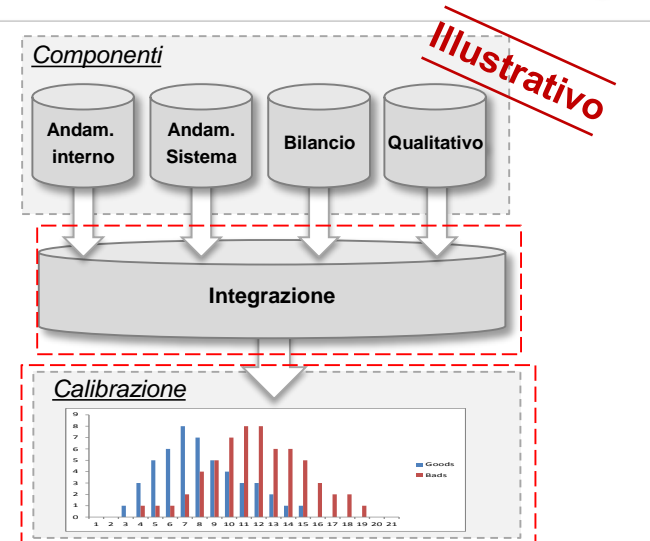 Illustrativo
Componenti
Andam.
interno
Andam.
Sistema
Bilancio
Qualitativo
Integrazione
Calibrazione
9
8
7
6
5
4
3
2
1
0
1 2 3 4 5 6 7 8 9 10 11 12 13 14 15 16 17 18 19 20 21
Goods
Bads